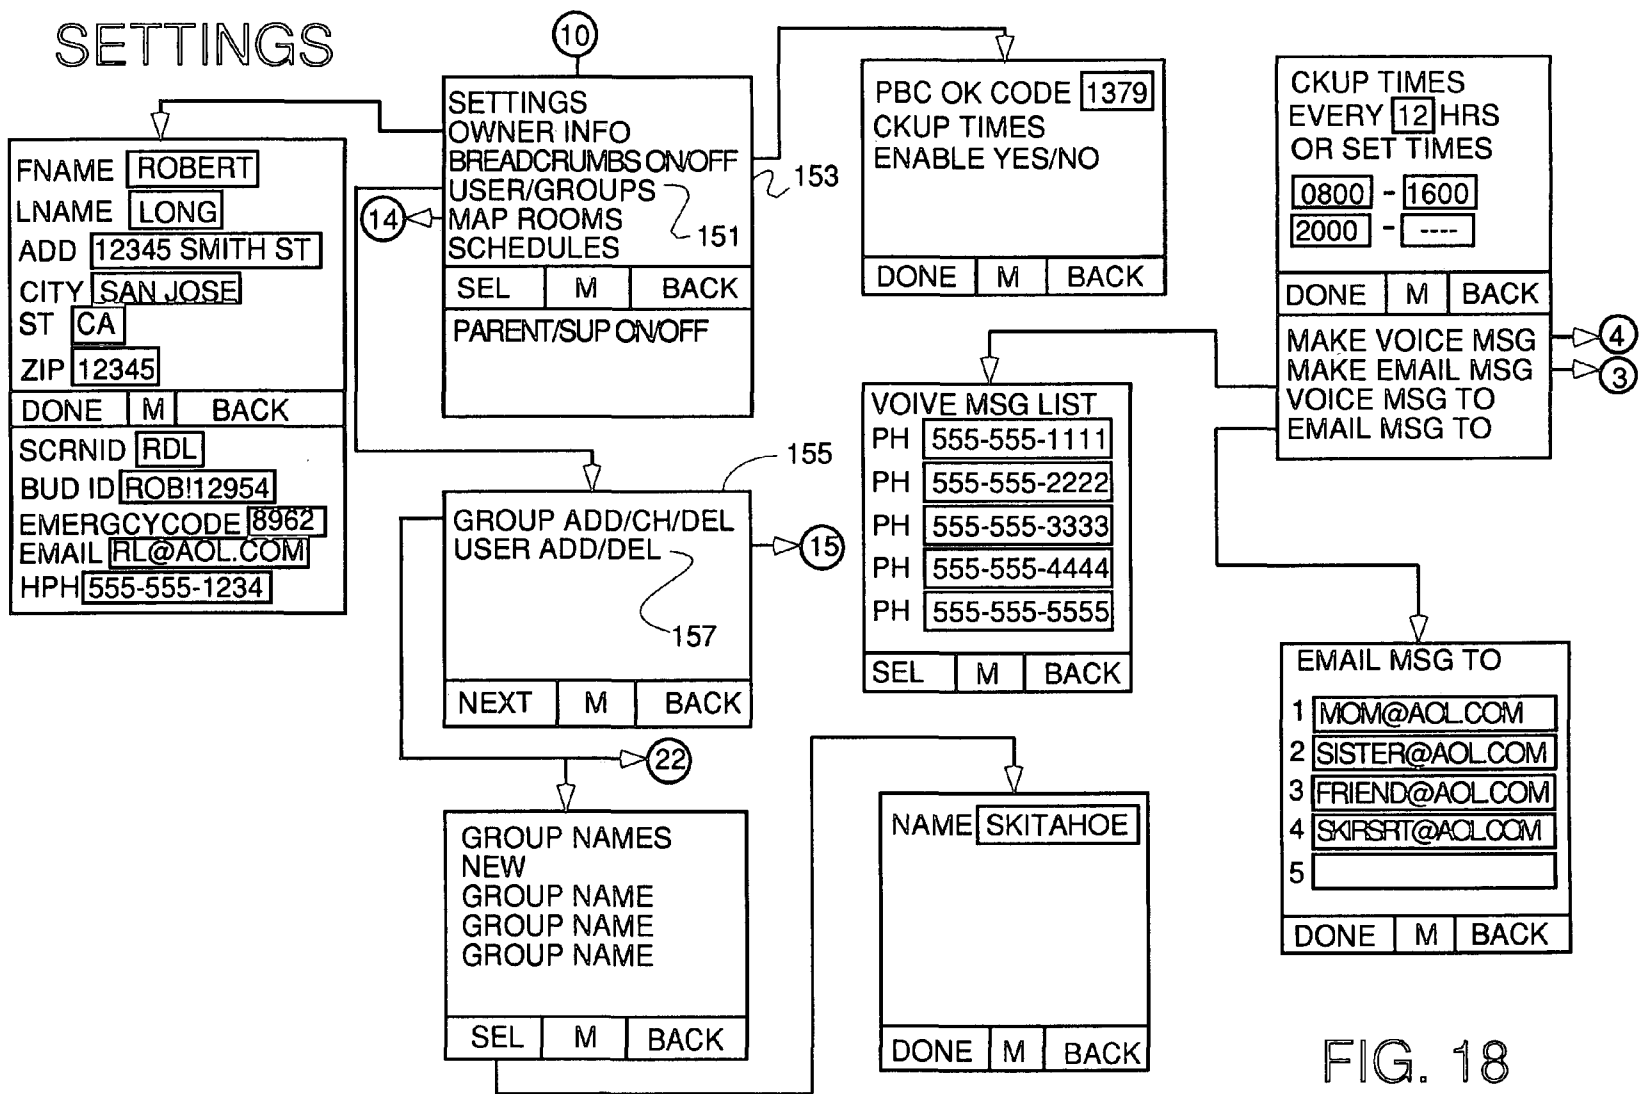 SETTINGS
10
SETTINGS
OWNER INFO
BREADCRUMBS ON/OFF
USER/GROUPS
MAP ROOMS
SCHEDULES
SEL M BACK
PARENT/SUP ON/OFF
153
151
14
FNAME ROBERT
LNAME LONG
ADD 12345 SMITH ST
CITY SAN JOSE
ST CA
ZIP 12345
DONE M BACK
SCRNID RDL
BUD ID ROB!12954
EMERGCYCODE 8962
EMAIL RL@AOL.COM
HPH 555-555-1234
PBC OK CODE 1379
CKUP TIMES
ENABLE YES/NO
DONE M BACK
CKUP TIMES
EVERY 12 HRS
OR SET TIMES
0800 - 1600
2000 - ----
DONE M BACK
MAKE VOICE MSG
MAKE EMAIL MSG
VOICE MSG TO
EMAIL MSG TO
4
3
VOIVE MSG LIST
PH 555-555-1111
PH 555-555-2222
PH 555-555-3333
PH 555-555-4444
PH 555-555-5555
SEL M BACK
155
GROUP ADD/CH/DEL
USER ADD/DEL
15
157
NEXT M BACK
22
GROUP NAMES
NEW
GROUP NAME
GROUP NAME
GROUP NAME
SEL M BACK
NAME SKITAHOE
DONE M BACK
EMAIL MSG TO
1 MOM@AOL.COM
2 SISTER@AOL.COM
3 FRIEND@AOL.COM
4 SKIRSRT@AOL.COM
5
DONE M BACK
FIG. 18